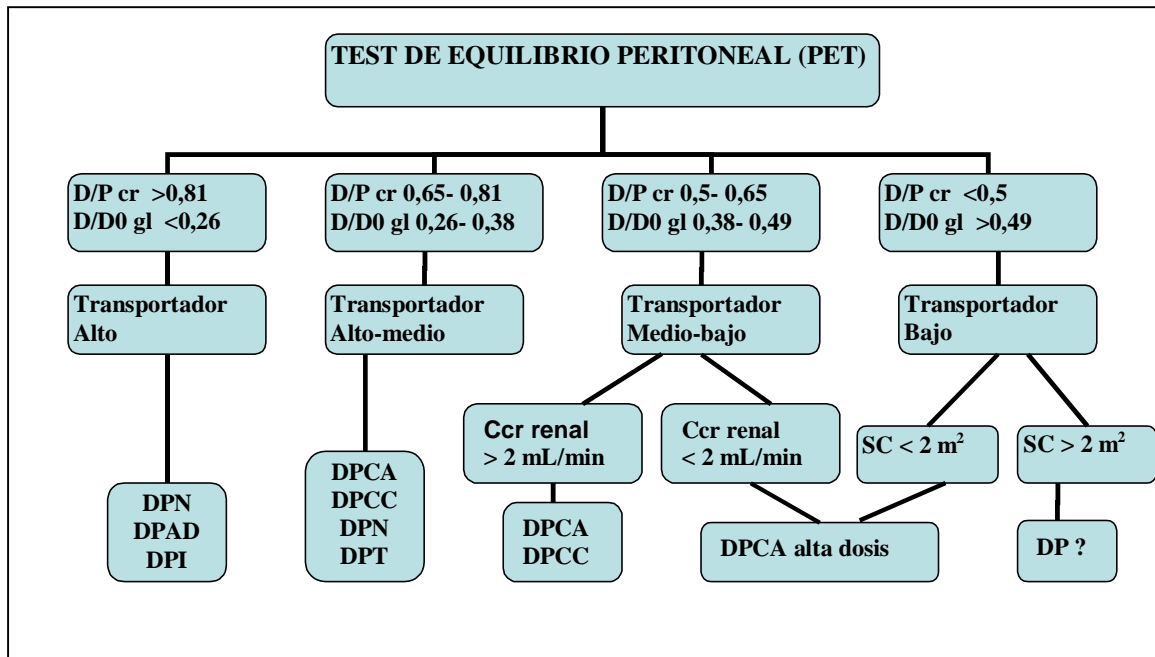 TEST DE EQUILIBRIO PERITONEAL (PET)
D/P cr >0,81
D/D0 gl <0,26
D/P cr 0,65- 0,81
D/D0 gl 0,26- 0,38
D/P cr 0,5- 0,65
D/D0 gl 0,38- 0,49
D/P cr <0,5
D/D0 gl >0,49
Transportador
Alto
Transportador
Alto-medio
Transportador
Medio-bajo
Transportador
Bajo
Ccr renal
> 2 mL/min
Ccr renal
< 2 mL/min
SC < 2 m²
SC > 2 m²
DPN
DPAD
DPI
DPCA
DPCC
DPN
DPT
DPCA
DPCC
DPCA alta dosis
DP ?